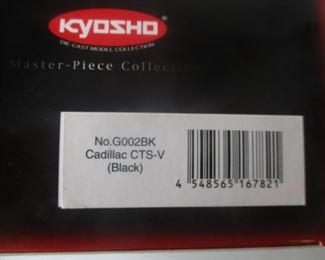 KYOSHO
DIE-CAST MODEL COLLECTION
Master-Piece Collection
No.G002BK
Cadillac CTS-V
(Black)
4 548565 167821